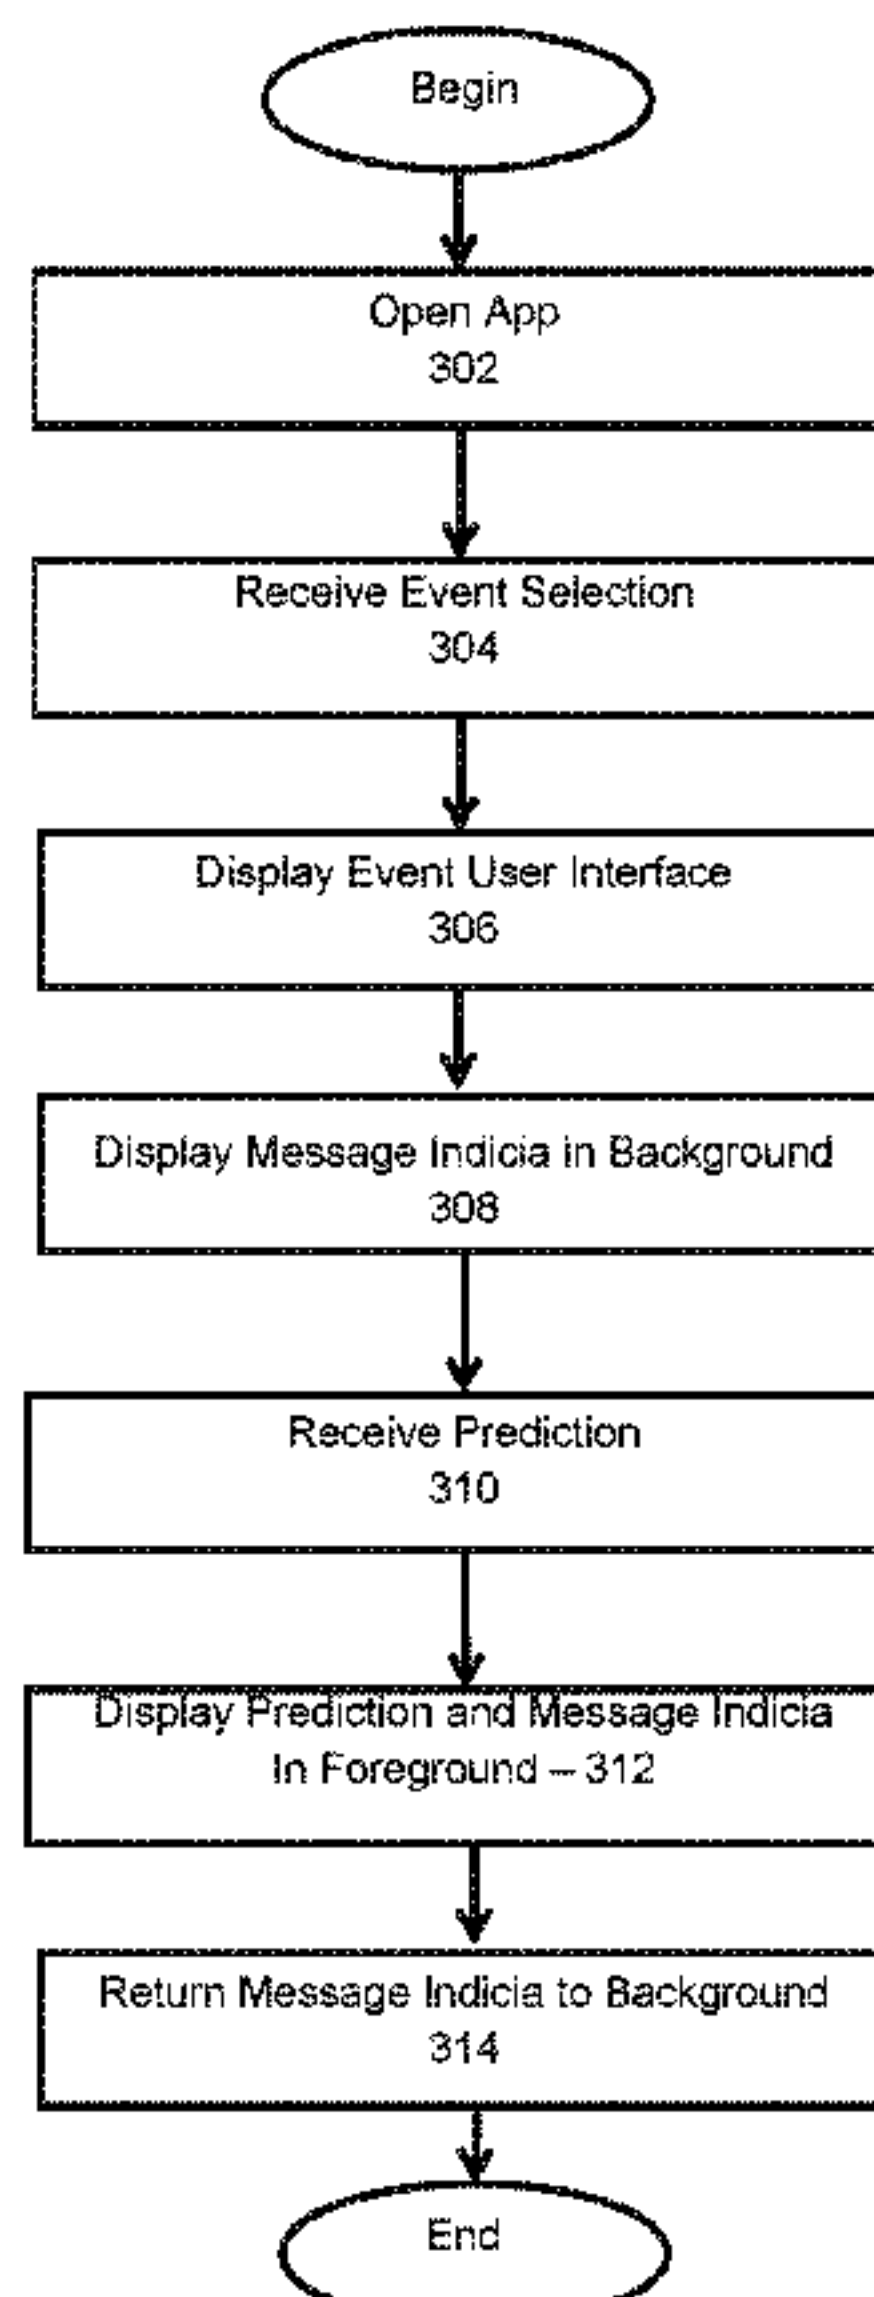 Begin
Open App
302
Receive Event Selection
304
Display Event User Interface
306
Display Message Indicia in Background
308
Receive Prediction
310
Display Prediction and Message Indicia
In Foreground – 312
Return Message Indicia to Background
314
End